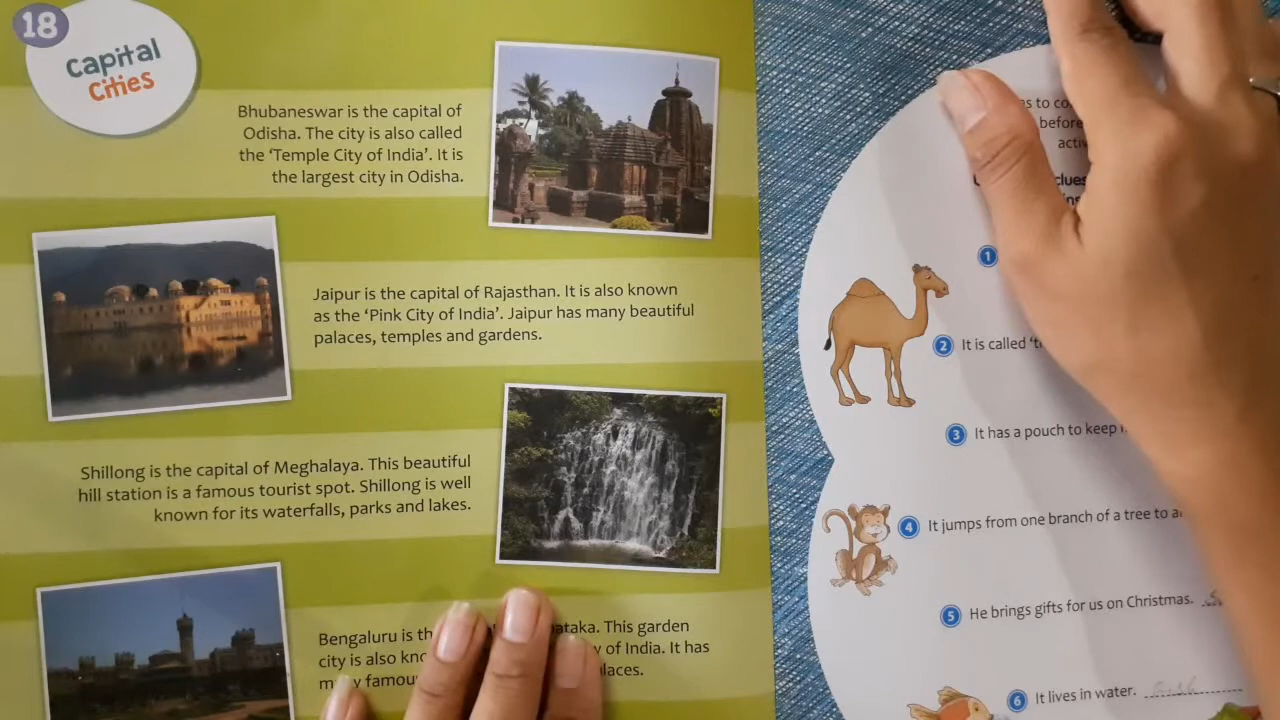 18
Capital
Cities
Bhubaneswar is the capital of
Odisha. The city is also called
the ‘Temple City of India’. It is
the largest city in Odisha.
Jaipur is the capital of Rajasthan. It is also known
as the ‘Pink City of India’. Jaipur has many beautiful
palaces, temples and gardens.
Shillong is the capital of Meghalaya. This beautiful
hill station is a famous tourist spot. Shillong is well
known for its waterfalls, parks and lakes.
Bengaluru is This garden
city is also of India. It has
famou
to
before
1
2 It is called
3 It has a pouch to keep
4 It jumps from one branch of a tree to
5 He brings gifts for us on Christmas.
6 It lives in water.